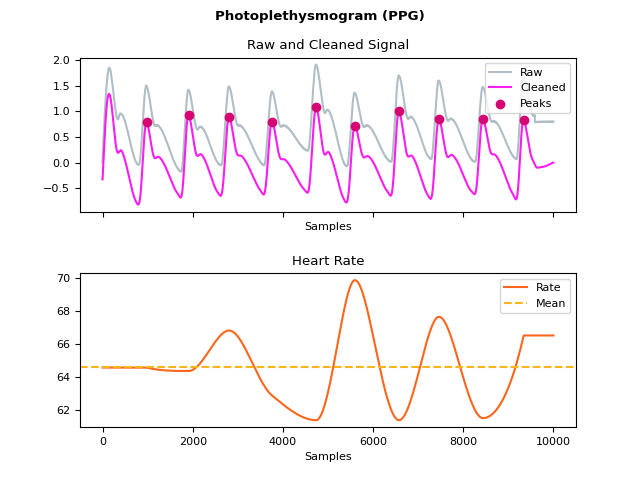 Photoplethysmogram (PPG)
Raw and Cleaned Signal
2.0
1.5
1.0
0.5
0.0
−0.5
Raw
Cleaned
Peaks
Samples
Heart Rate
70
68
66
64
62
Rate
Mean
0 2000 4000 6000 8000 10000
Samples